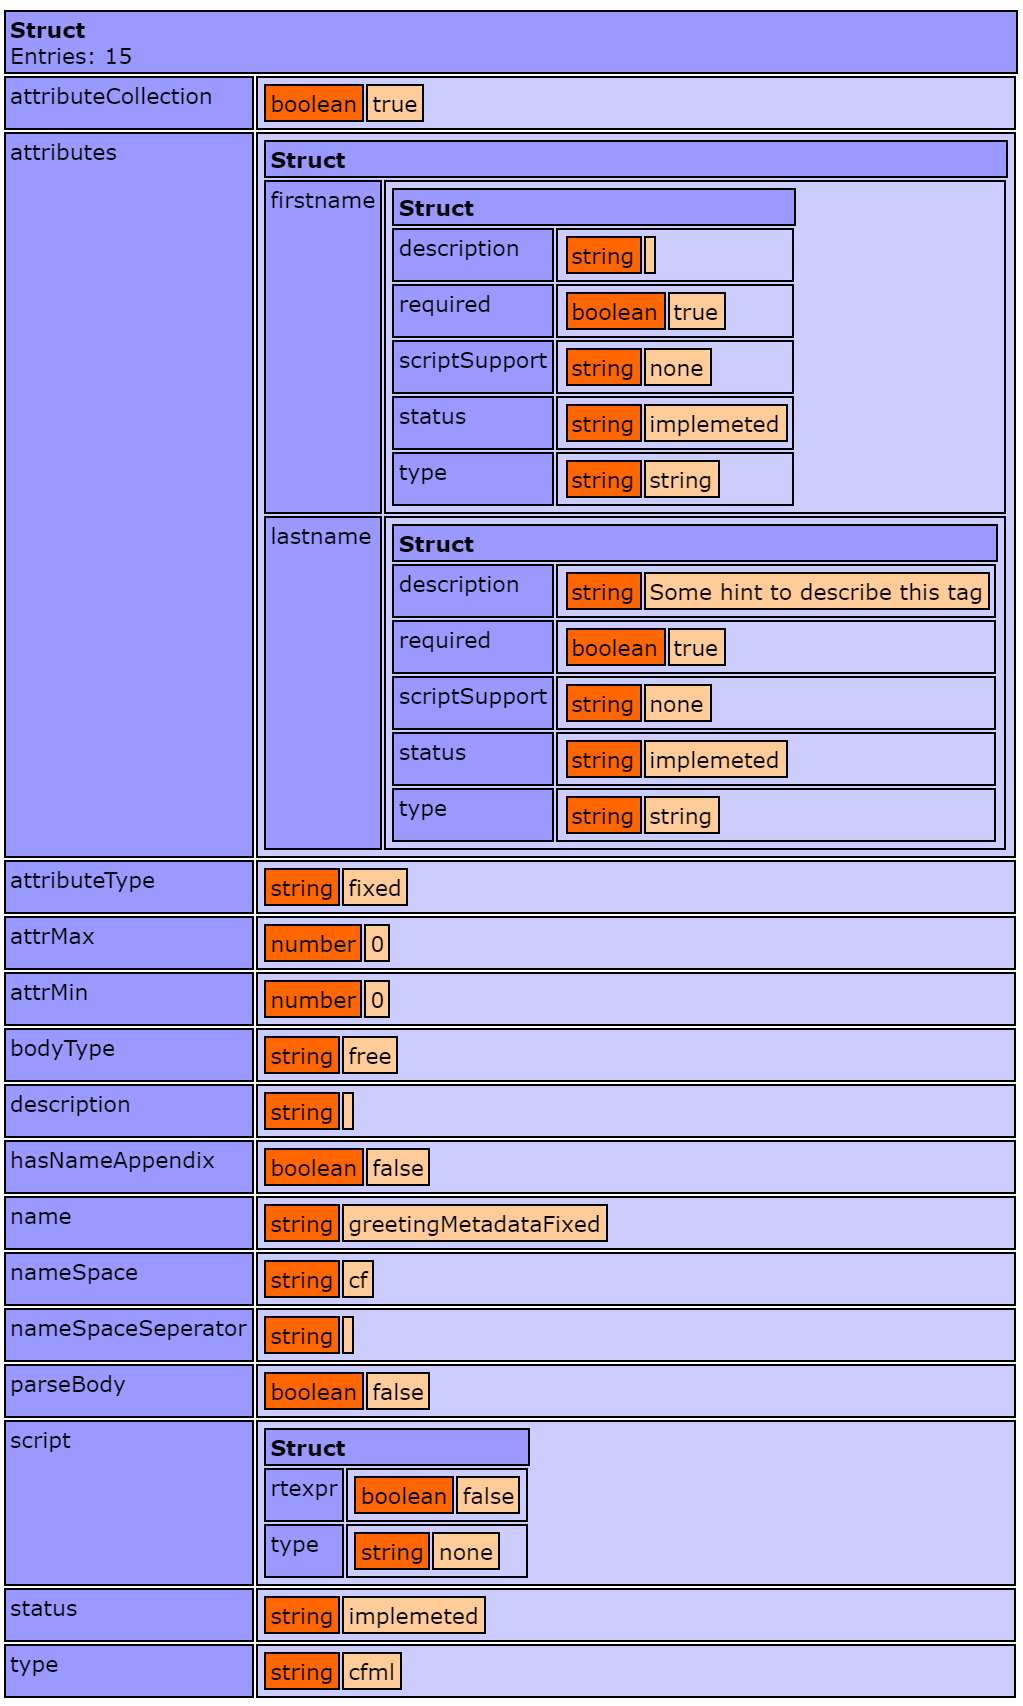 Struct
Entries: 15
attributeCollection boolean true
attributes Struct
firstname Struct
description string
required boolean true
scriptSupport string none
status string implemeted
type string string
lastname Struct
description string Some hint to describe this tag
required boolean true
scriptSupport string none
status string implemeted
type string string
attributeType string fixed
attrMax number 0
attrMin number 0
bodyType string free
description string
hasNameAppendix boolean false
name string greetingMetadataFixed
nameSpace string cf
nameSpaceSeperator string
parseBody boolean false
script Struct
rtexpr boolean false
type string none
status string implemeted
type string cfml